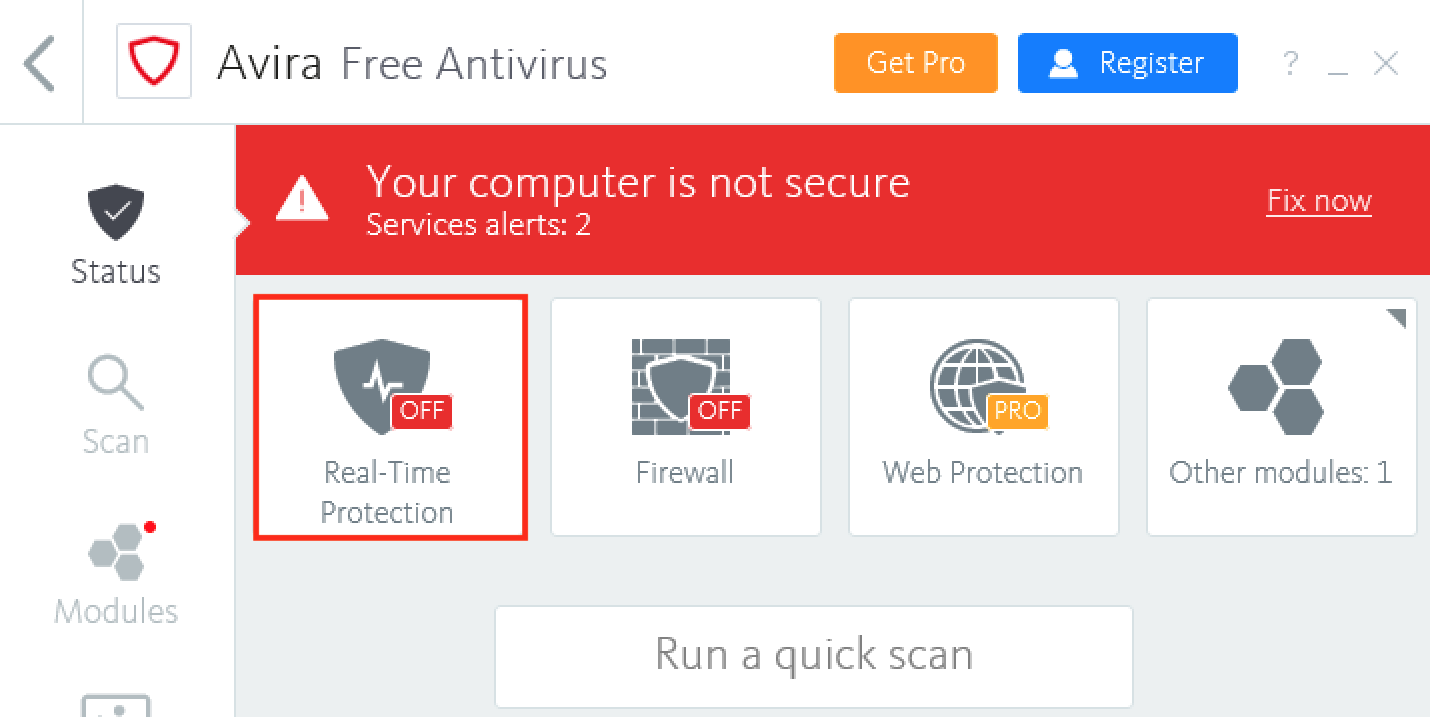 Avira Free Antivirus
Get Pro
Register
?
Your computer is not secure
Services alerts: 2
Fix now
Status
Scan
Modules
OFF
Real-Time
Protection
OFF
Firewall
PRO
Web Protection
Other modules: 1
Run a quick scan